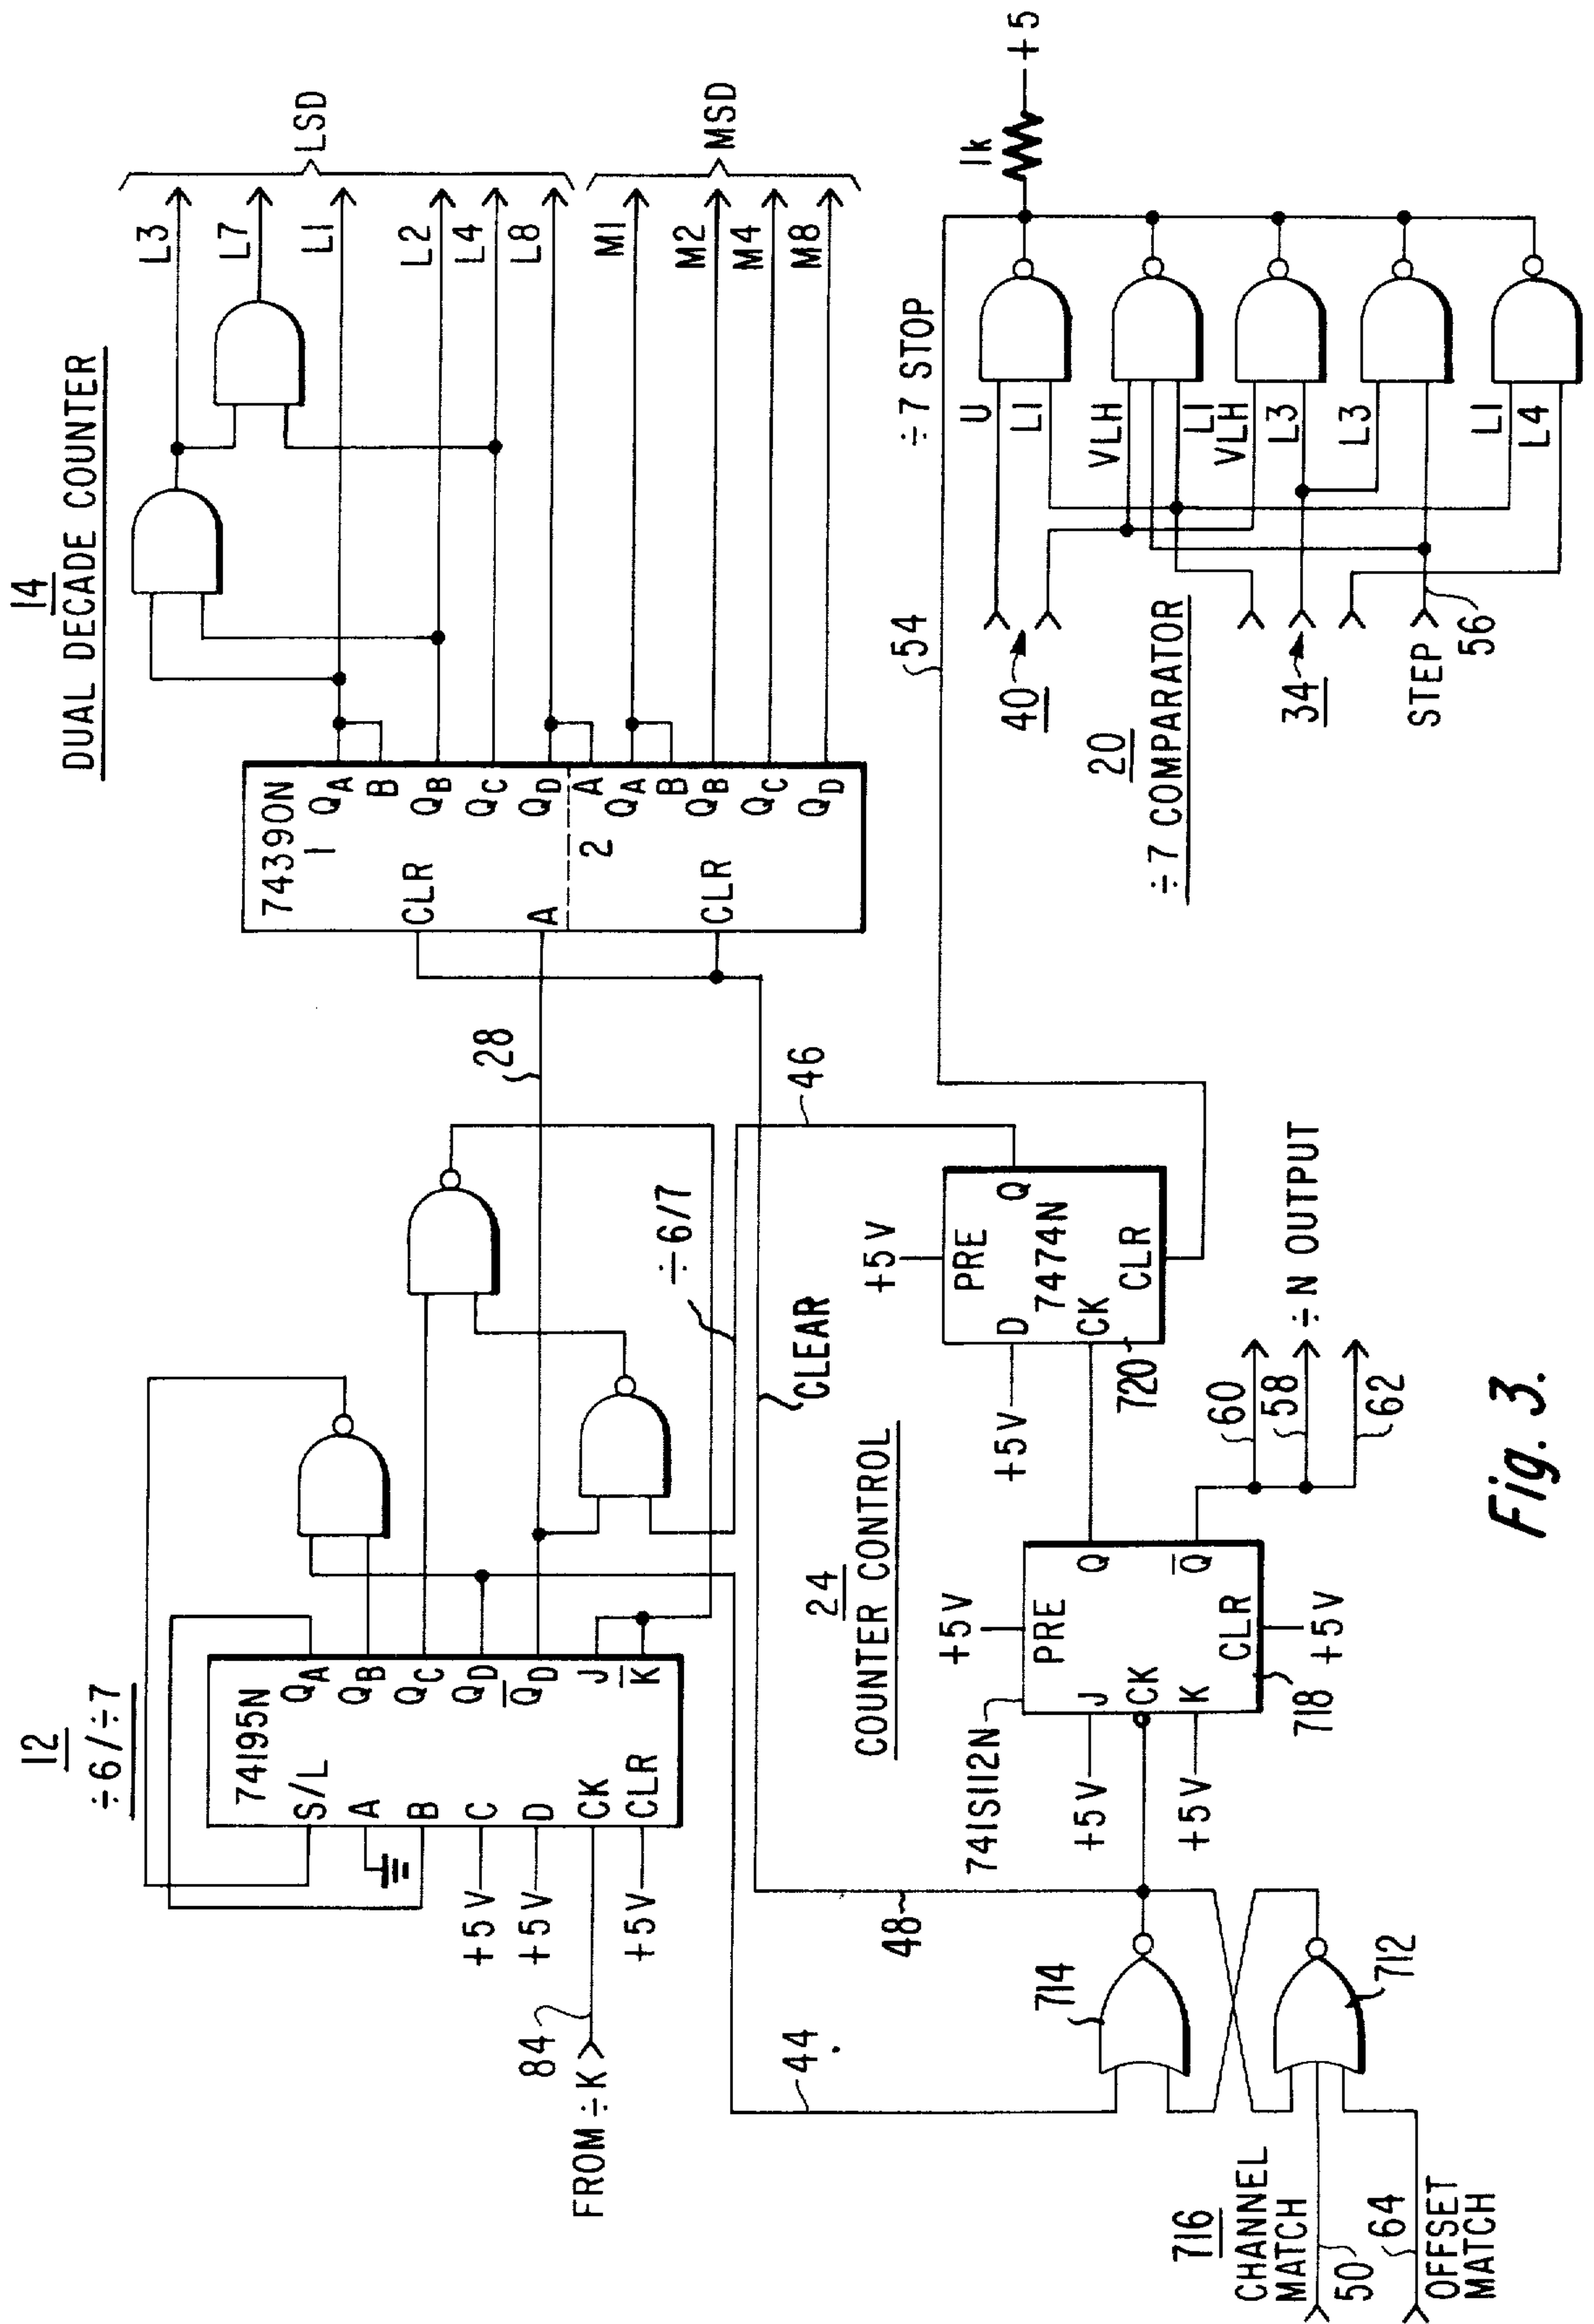 14
DUAL DECADE COUNTER
74390N
1
QA
B
QB
QC
QD
A
2
QA
B
QB
QC
QD
CLR
A
CLR
L3
L7
L1
L2
L4
L8
M1
M2
M4
M8
LSD
MSD
12
÷6/÷7
74195N
S/L
A
B
C
D
CK
CLR
QA
QB
QC
QD
Q̅D
J
K̅
+5V
+5V
+5V
FROM ÷K
84
28
÷6/7
46
CLEAR
44
48
24
COUNTER CONTROL
74LS112N
+5V
PRE
J
CK
K
Q
Q̅
CLR
+5V
+5V
+5V
718
+5V
PRE
D
7474N
Q
CK
CLR
+5V
720
60
58
62
÷N OUTPUT
714
712
716
CHANNEL
MATCH
50
64
OFFSET
MATCH
54
÷7 STOP
1k
+5
U
L1
VLH
L1
VLH
L3
L3
L1
L4
40
34
STEP
56
20
÷7 COMPARATOR
Fig. 3.